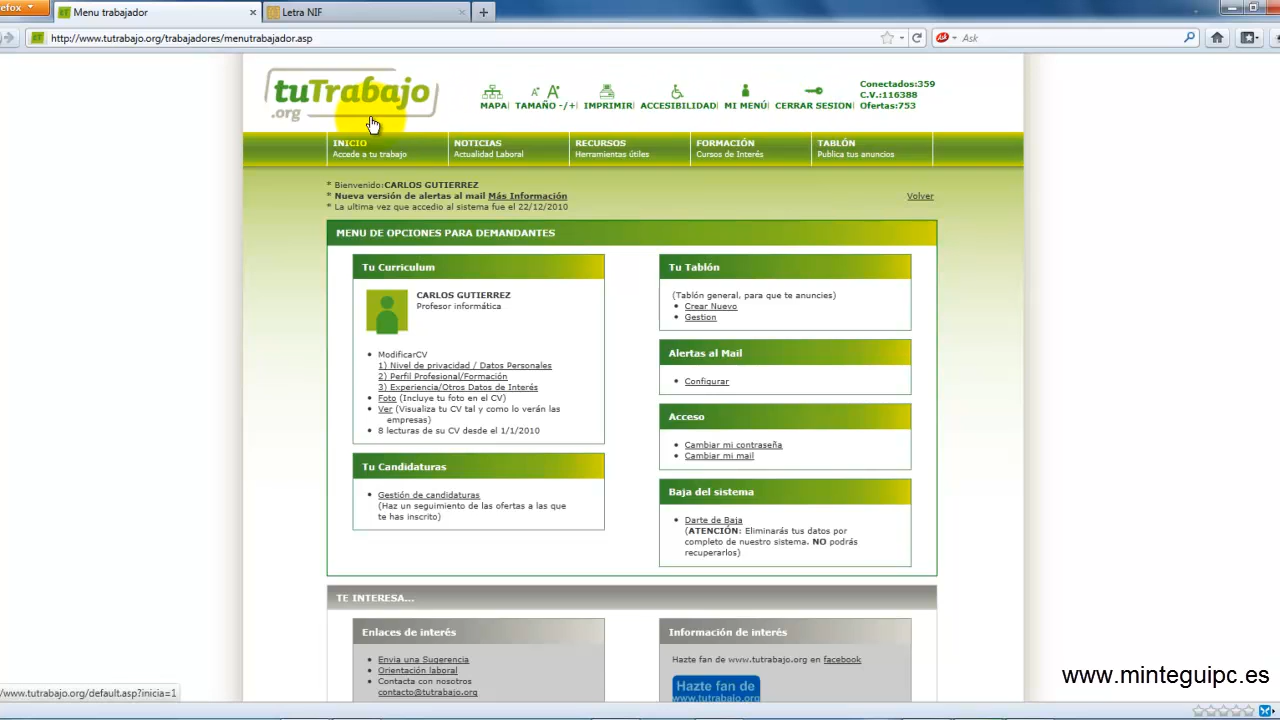 Menu trabajador
Letra NIF
http://www.tutrabajo.org/trabajadores/menutrabajador.asp
Ask
tuTrabajo
.org
MAPA
TAMAÑO -/+
IMPRIMIR
ACCESIBILIDAD
MI MENÚ
CERRAR SESION
Conectados:359
C.V.:116388
Ofertas:753
INICIO
Accede a tu trabajo
NOTICIAS
Actualidad Laboral
RECURSOS
Herramientas útiles
FORMACIÓN
Cursos de Interés
TABLÓN
Publica tus anuncios
* Bienvenido:CARLOS GUTIERREZ
* Nueva versión de alertas al mail Más Información
* La ultima vez que accedio al sistema fue el 22/12/2010
Volver
MENU DE OPCIONES PARA DEMANDANTES
Tu Curriculum
CARLOS GUTIERREZ
Profesor informática
ModificarCV
1) Nivel de privacidad / Datos Personales
2) Perfil Profesional/Formación
3) Experiencia/Otros Datos de Interés
Foto (Incluye tu foto en el CV)
Ver (Visualiza tu CV tal y como lo verán las
empresas)
8 lecturas de su CV desde el 1/1/2010
Tu Candidaturas
Gestión de candidaturas
(Haz un seguimiento de las ofertas a las que
te has inscrito)
Tu Tablón
(Tablón general, para que te anuncies)
Crear Nuevo
Gestion
Alertas al Mail
Configurar
Acceso
Cambiar mi contraseña
Cambiar mi mail
Baja del sistema
Darte de Baja
(ATENCIÓN: Eliminarás tus datos por
completo de nuestro sistema. NO podrás
recuperarlos)
TE INTERESA...
Enlaces de interés
Envia una Sugerencia
Orientación laboral
Contacta con nosotros
contacto@tutrabajo.org
Información de interés
Hazte fan de www.tutrabajo.org en facebook
Hazte fan de
www.tutrabajo.org
/www.tutrabajo.org/default.asp?inicia=1
www.minteguipc.es